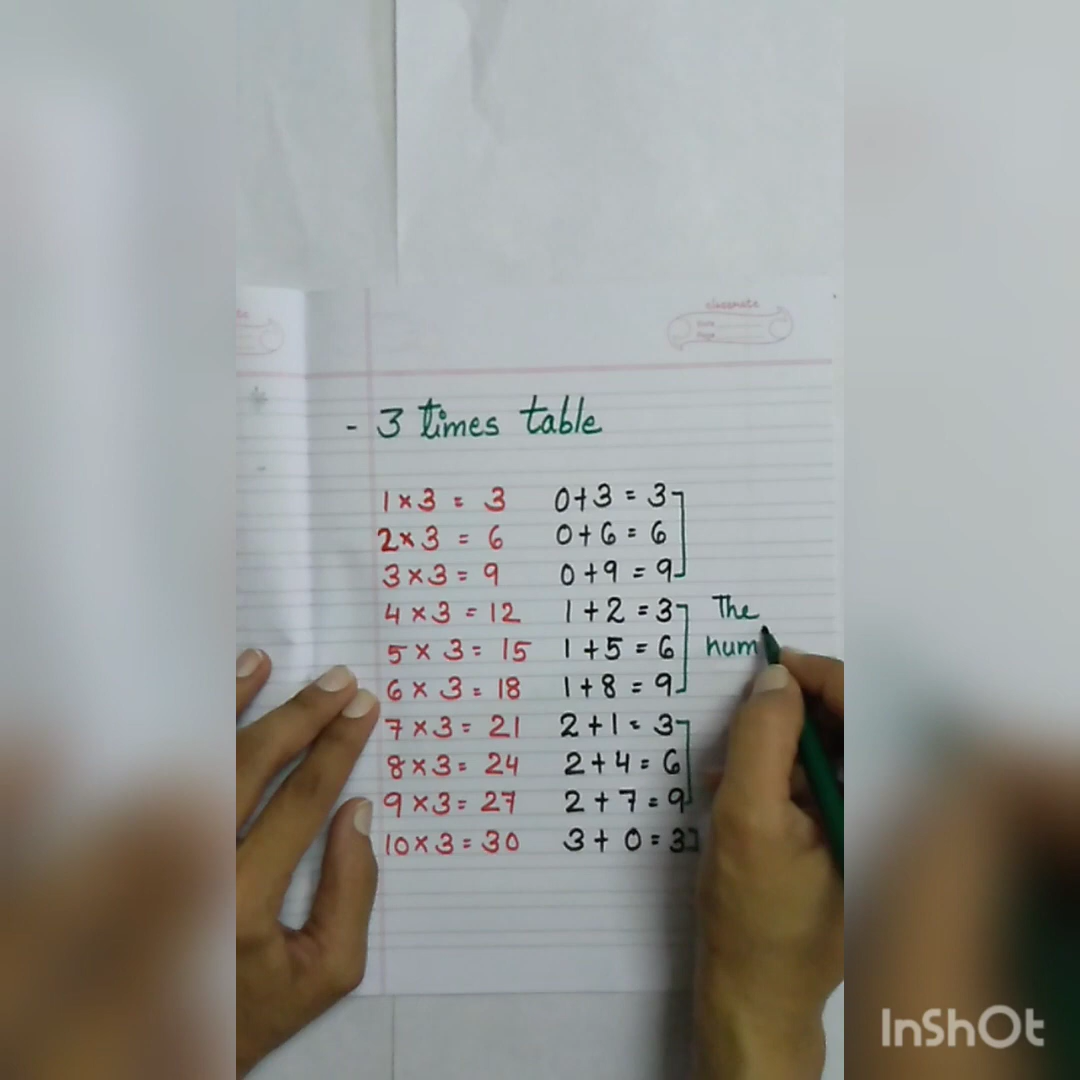 classmate
- 3 times table
1 × 3 = 3 0 + 3 = 3
2 × 3 = 6 0 + 6 = 6
3 × 3 = 9 0 + 9 = 9
4 × 3 = 12 1 + 2 = 3 The
5 × 3 = 15 1 + 5 = 6 num
6 × 3 = 18 1 + 8 = 9
7 × 3 = 21 2 + 1 = 3
8 × 3 = 24 2 + 4 = 6
9 × 3 = 27 2 + 7 = 9
10 × 3 = 30 3 + 0 = 3
InShOt